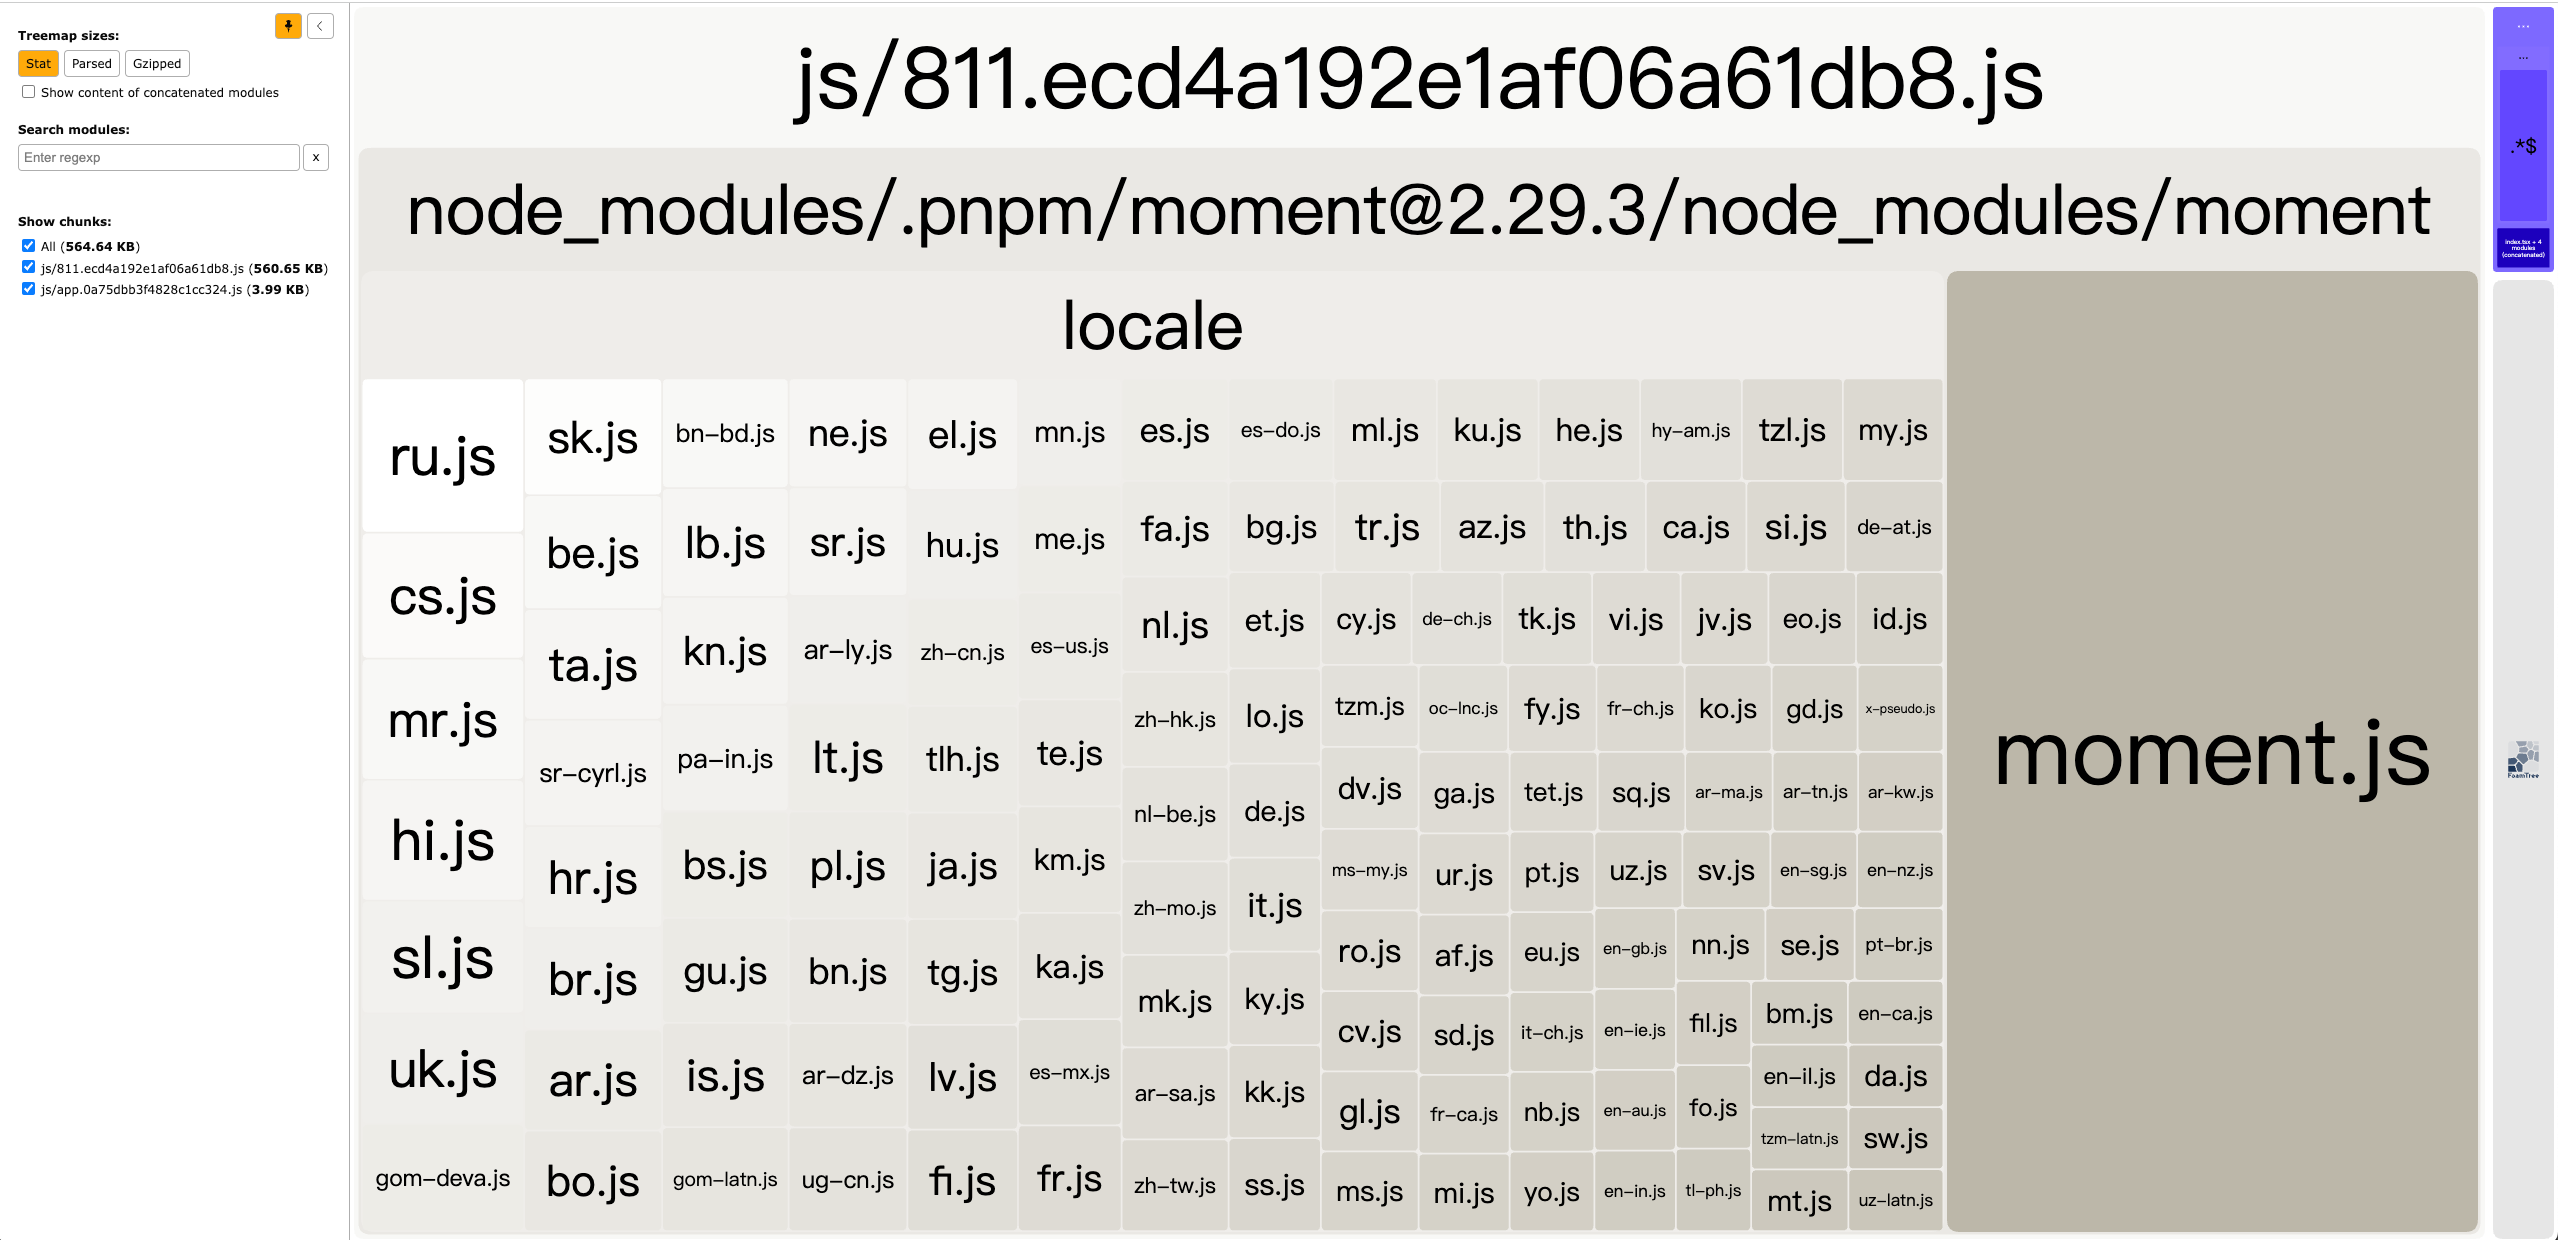 Treemap sizes:
Stat Parsed Gzipped
Show content of concatenated modules
Search modules:
Enter regexp x
Show chunks:
All (564.64 KB)
js/811.ecd4a192e1af06a61db8.js (560.65 KB)
js/app.0a75dbb3f4828c1cc324.js (3.99 KB)
js/811.ecd4a192e1af06a61db8.js
node_modules/.pnpm/moment@2.29.3/node_modules/moment
locale
ru.js
cs.js
mr.js
hi.js
sl.js
uk.js
gom-deva.js
sk.js
be.js
ta.js
sr-cyrl.js
hr.js
br.js
ar.js
bo.js
bn-bd.js
lb.js
kn.js
pa-in.js
bs.js
gu.js
is.js
gom-latn.js
ne.js
sr.js
ar-ly.js
lt.js
pl.js
bn.js
ar-dz.js
ug-cn.js
el.js
hu.js
zh-cn.js
tlh.js
ja.js
tg.js
lv.js
fi.js
mn.js
me.js
es-us.js
te.js
km.js
ka.js
es-mx.js
fr.js
es.js
fa.js
nl.js
zh-hk.js
nl-be.js
zh-mo.js
mk.js
ar-sa.js
zh-tw.js
es-do.js
ml.js
ku.js
he.js
hy-am.js
tzl.js
my.js
bg.js
tr.js
az.js
th.js
ca.js
si.js
de-at.js
et.js
lo.js
de.js
it.js
ky.js
kk.js
ss.js
cy.js
de-ch.js
tk.js
vi.js
jv.js
eo.js
id.js
tzm.js
dv.js
ms-my.js
ro.js
cv.js
gl.js
ms.js
oc-lnc.js
fy.js
fr-ch.js
ko.js
gd.js
x-pseudo.js
ga.js
ur.js
af.js
sd.js
fr-ca.js
mi.js
tet.js
sq.js
ar-ma.js
ar-tn.js
ar-kw.js
pt.js
eu.js
it-ch.js
nb.js
yo.js
uz.js
sv.js
en-sg.js
en-nz.js
en-gb.js
en-ie.js
en-au.js
en-in.js
nn.js
se.js
pt-br.js
fil.js
fo.js
tl-ph.js
bm.js
en-ca.js
en-il.js
da.js
tzm-latn.js
sw.js
mt.js
uz-latn.js
moment.js
...
...
.*$
index.tsx + 4
modules
(concatenated)
FoamTree